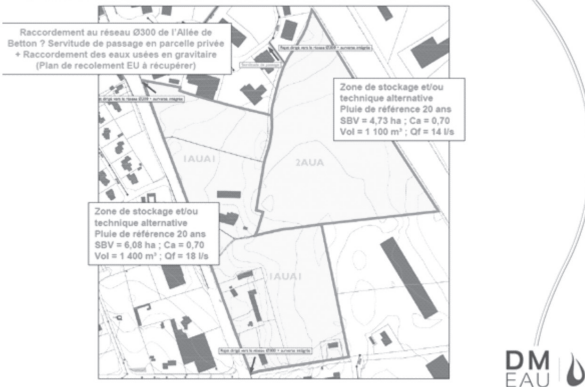 Raccordement au réseau Ø300 de l'Allée de
Betton ? Servitude de passage en parcelle privée
+ Raccordement des eaux usées en gravitaire
(Plan de recolement EU à récupérer)
Zone de stockage et/ou
technique alternative
Pluie de référence 20 ans
SBV = 4,73 ha ; Ca = 0,70
Vol = 1 100 m³ ; Qf = 14 l/s
1AUA1
2AUA
Zone de stockage et/ou
technique alternative
Pluie de référence 20 ans
SBV = 6,08 ha ; Ca = 0,70
Vol = 1 400 m³ ; Qf = 18 l/s
1AUA1
DM
EAU